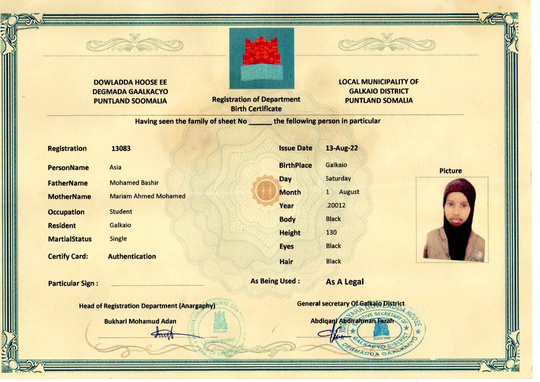 DOWLADDA HOOSE EE
DEGMADA GAALKACYO
PUNTLAND SOOMALIA
LOCAL MUNICIPALITY OF
GALKAIO DISTRICT
PUNTLAND SOMALIA
Registration of Department
Birth Certificate
Having seen the family of sheet No ______ the following person in particular
Registration 13083
Issue Date 13-Aug-22
PersonName Asia
BirthPlace Galkaio
FatherName Mohamed Bashir
Day Saturday
MotherName Mariam Ahmed Mohamed
Month 1 August
Occupation Student
Year .20012
Resident Galkaio
Body Black
MartialStatus Single
Height 130
Eyes Black
Certify Card: Authentication
Hair Black
Picture
Particular Sign :
As Being Used : As A Legal
Head of Registration Department (Anargaphy)
General secretary Of Galkaio District
Bukhari Mohamud Adan
Abdiqani Abdirahman Farah